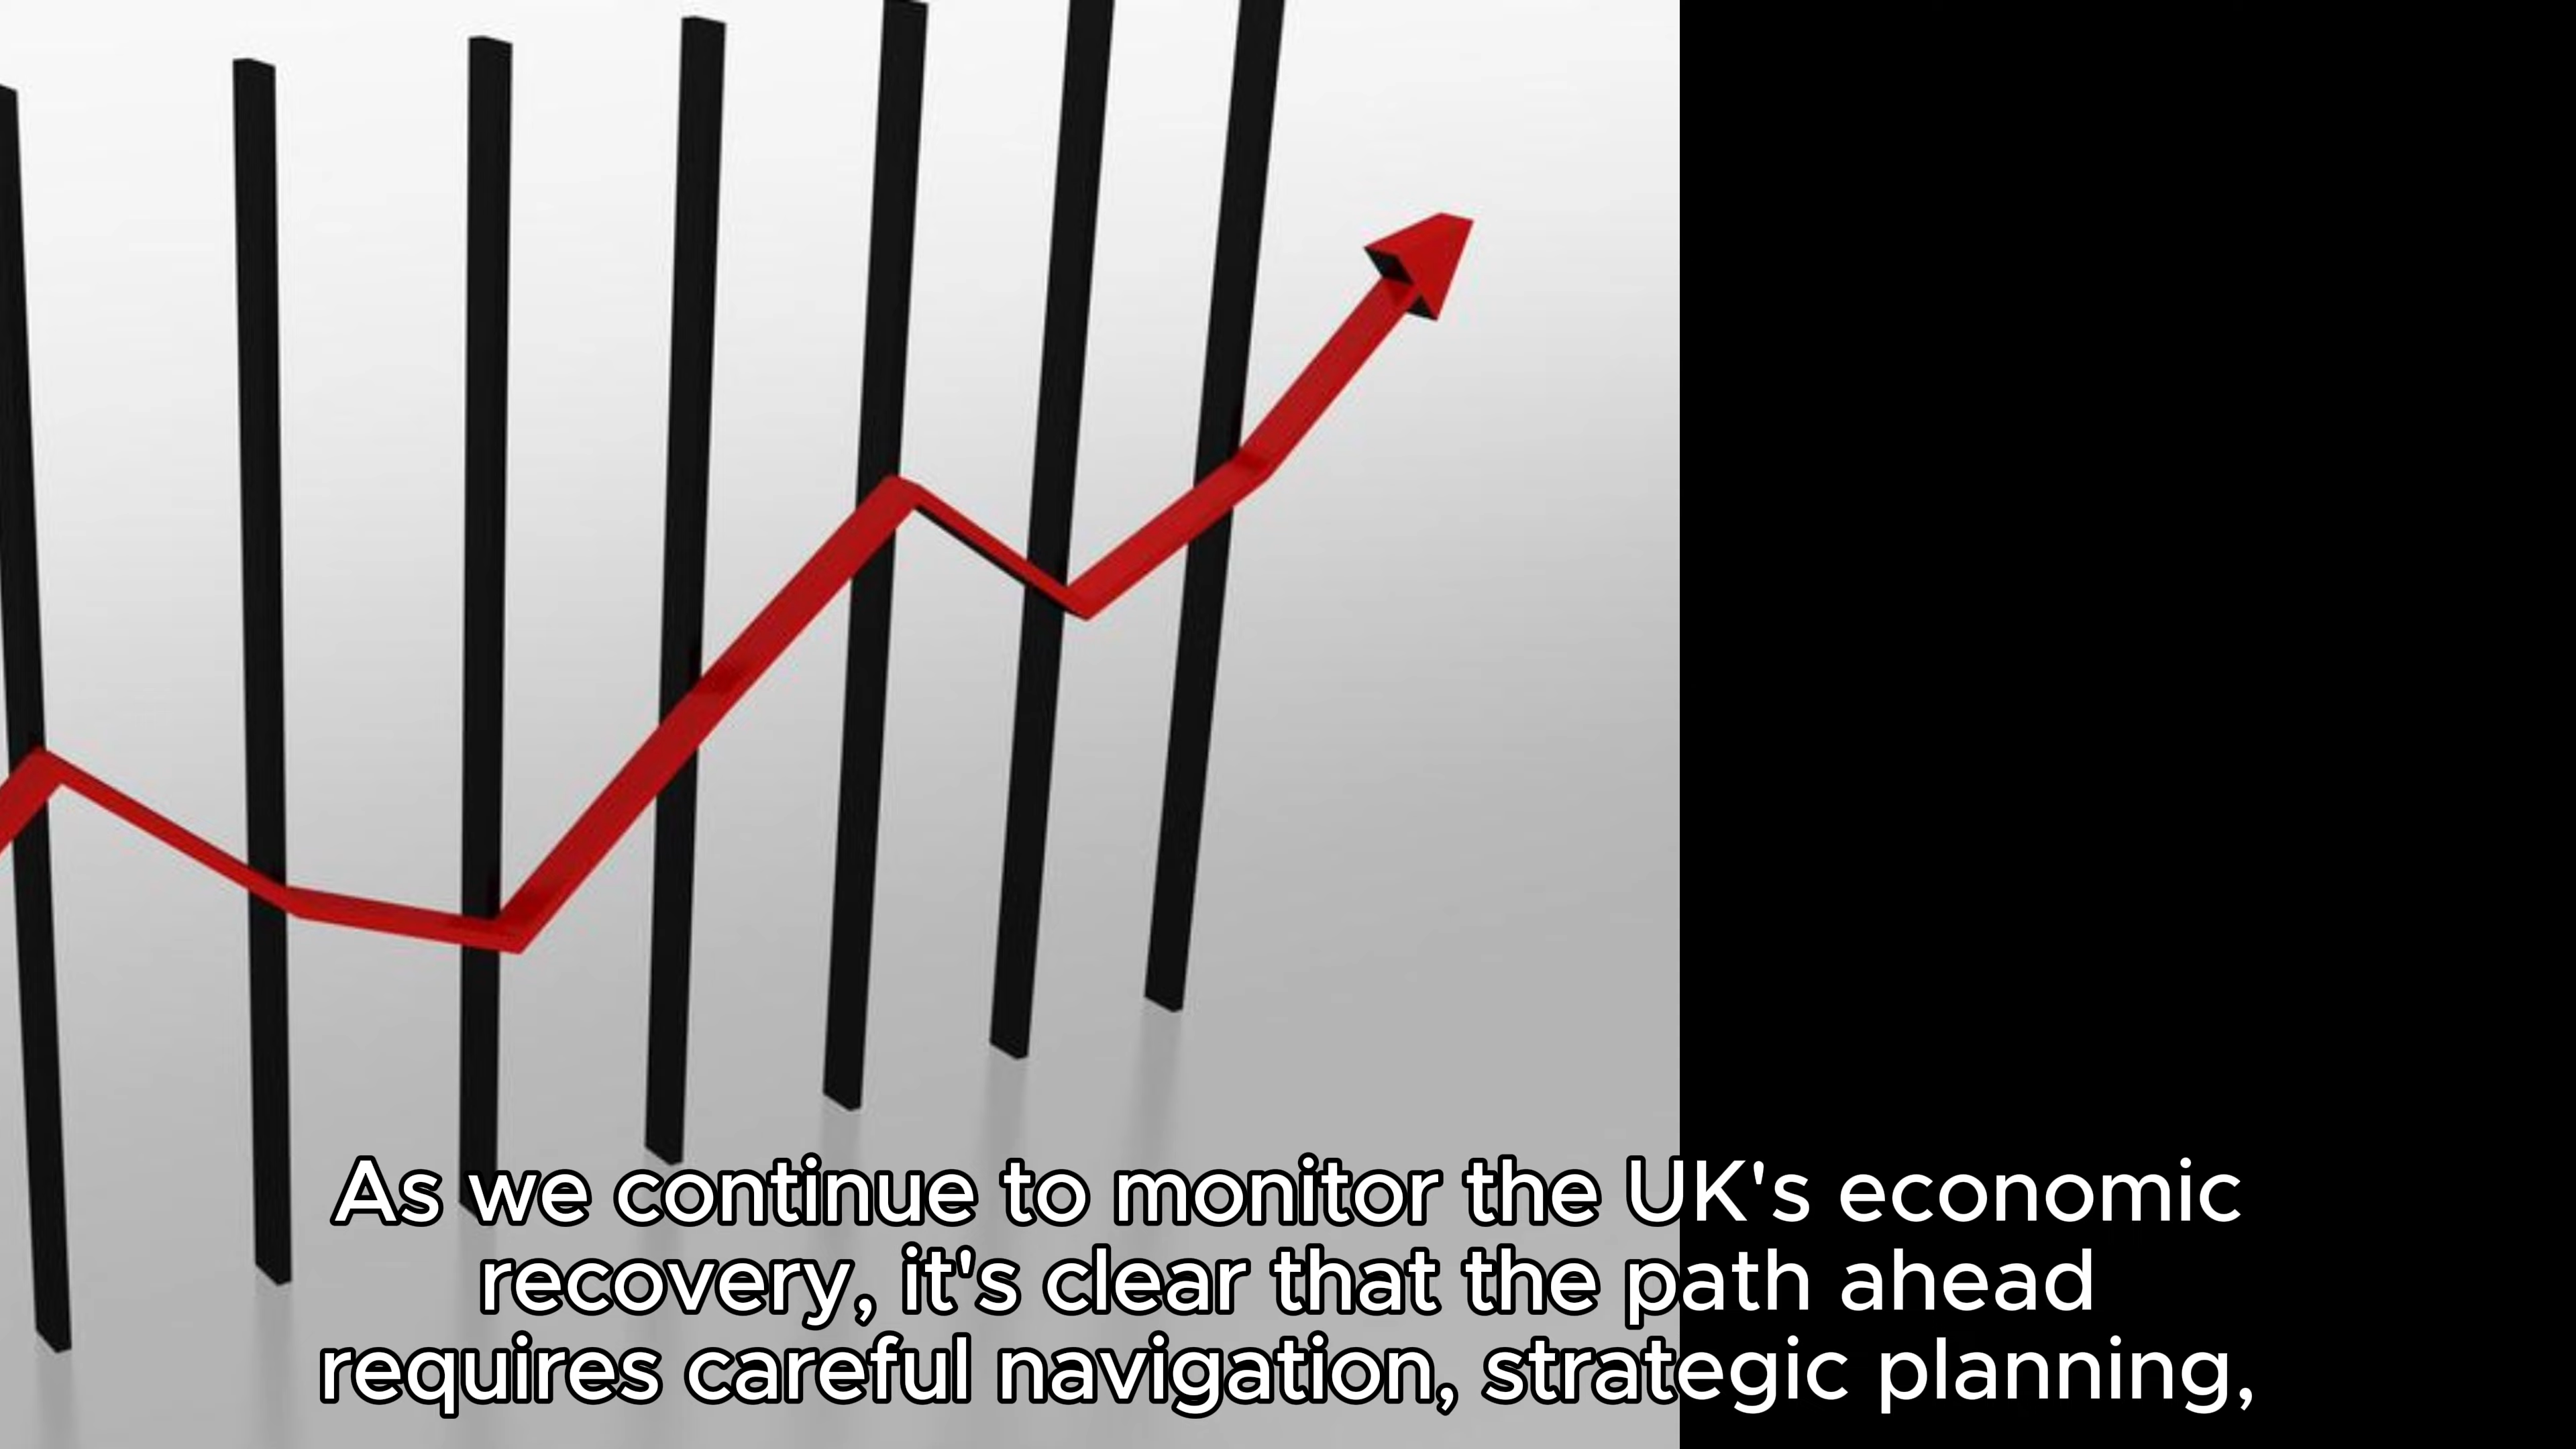 As we continue to monitor the UK's economic
recovery, it's clear that the path ahead
requires careful navigation, strategic planning,